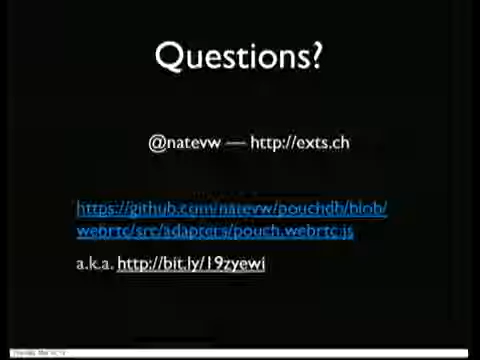 Questions?
@natevw — http://exts.ch
https://github.com/natevw/pouchdb/blob/
webrtc/src/adapters/pouch.webrtc.js
a.k.a. http://bit.ly/19zyewi